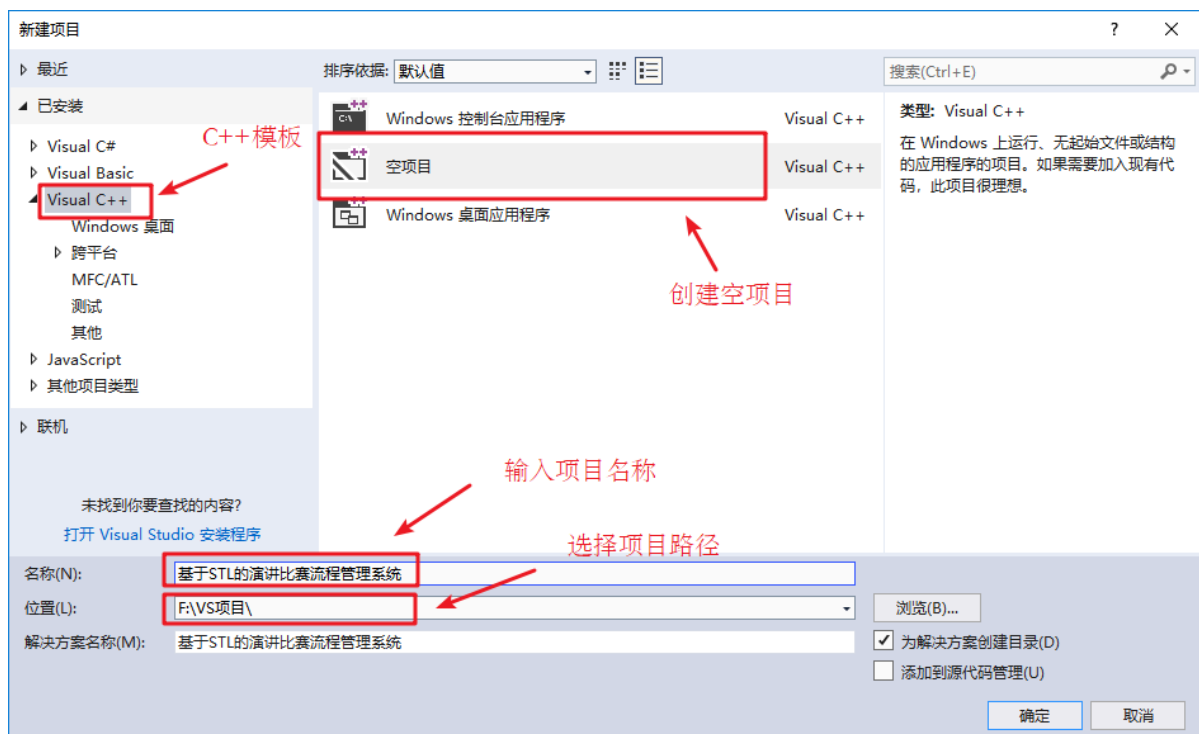 新建项目
?
最近
排序依据: 默认值
搜索(Ctrl+E)
已安装
Visual C#
Visual Basic
Visual C++
Windows 桌面
跨平台
MFC/ATL
测试
其他
JavaScript
其他项目类型
联机
C++模板
Windows 控制台应用程序 Visual C++
空项目 Visual C++
Windows 桌面应用程序 Visual C++
创建空项目
类型: Visual C++
在 Windows 上运行、无起始文件或结构
的应用程序的项目。如果需要加入现有代
码，此项目很理想。
未找到你要查找的内容?
打开 Visual Studio 安装程序
输入项目名称
选择项目路径
名称(N): 基于STL的演讲比赛流程管理系统
位置(L): F:\VS项目\ 浏览(B)...
解决方案名称(M): 基于STL的演讲比赛流程管理系统 为解决方案创建目录(D)
添加到源代码管理(U)
确定 取消